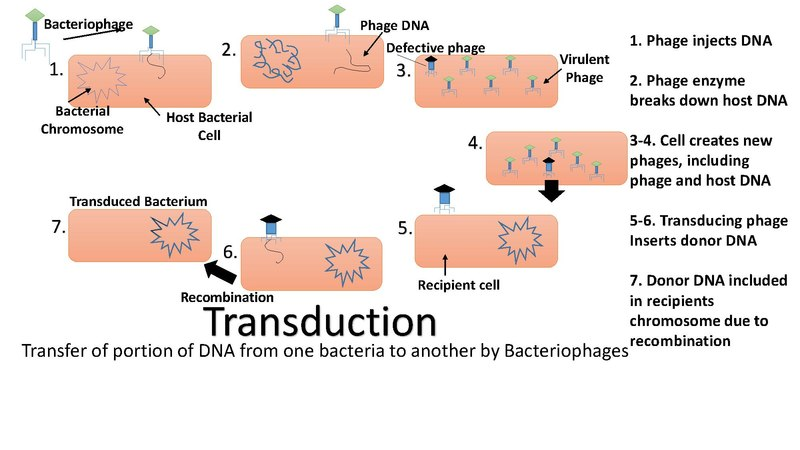 Bacteriophage
1.
Bacterial
Chromosome
Host Bacterial
Cell
2.
Phage DNA
Defective phage
3.
Virulent
Phage
4.
5.
Recipient cell
6.
Recombination
Transduced Bacterium
7.
Transduction
Transfer of portion of DNA from one bacteria to another by Bacteriophages
1. Phage injects DNA
2. Phage enzyme
breaks down host DNA
3-4. Cell creates new
phages, including
phage and host DNA
5-6. Transducing phage
Inserts donor DNA
7. Donor DNA included
in recipients
chromosome due to
recombination